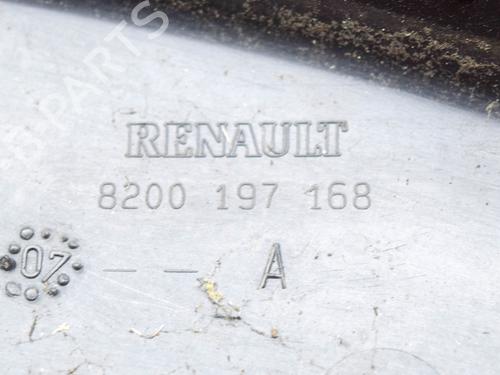 RENAULT
8200 197 168
07 — — A